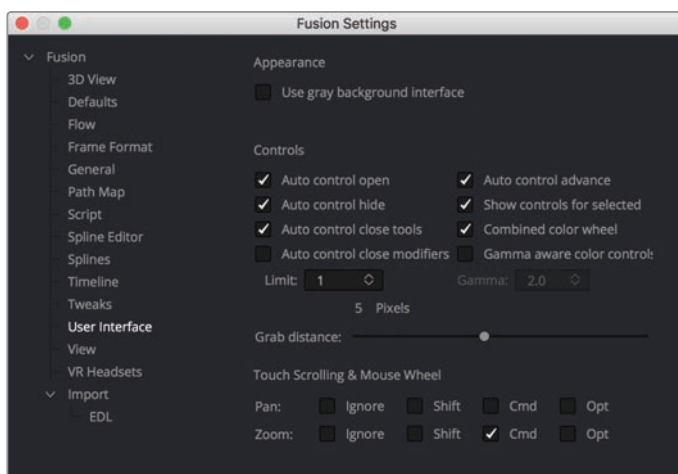 Fusion Settings
Fusion
3D View
Defaults
Flow
Frame Format
General
Path Map
Script
Spline Editor
Splines
Timeline
Tweaks
User Interface
View
VR Headsets
Import
EDL
Appearance
Use gray background interface
Controls
Auto control open
Auto control advance
Auto control hide
Show controls for selected
Auto control close tools
Combined color wheel
Auto control close modifiers
Gamma aware color controls
Limit: 1
Gamma: 2.0
5 Pixels
Grab distance:
Touch Scrolling & Mouse Wheel
Pan: Ignore Shift Cmd Opt
Zoom: Ignore Shift Cmd Opt